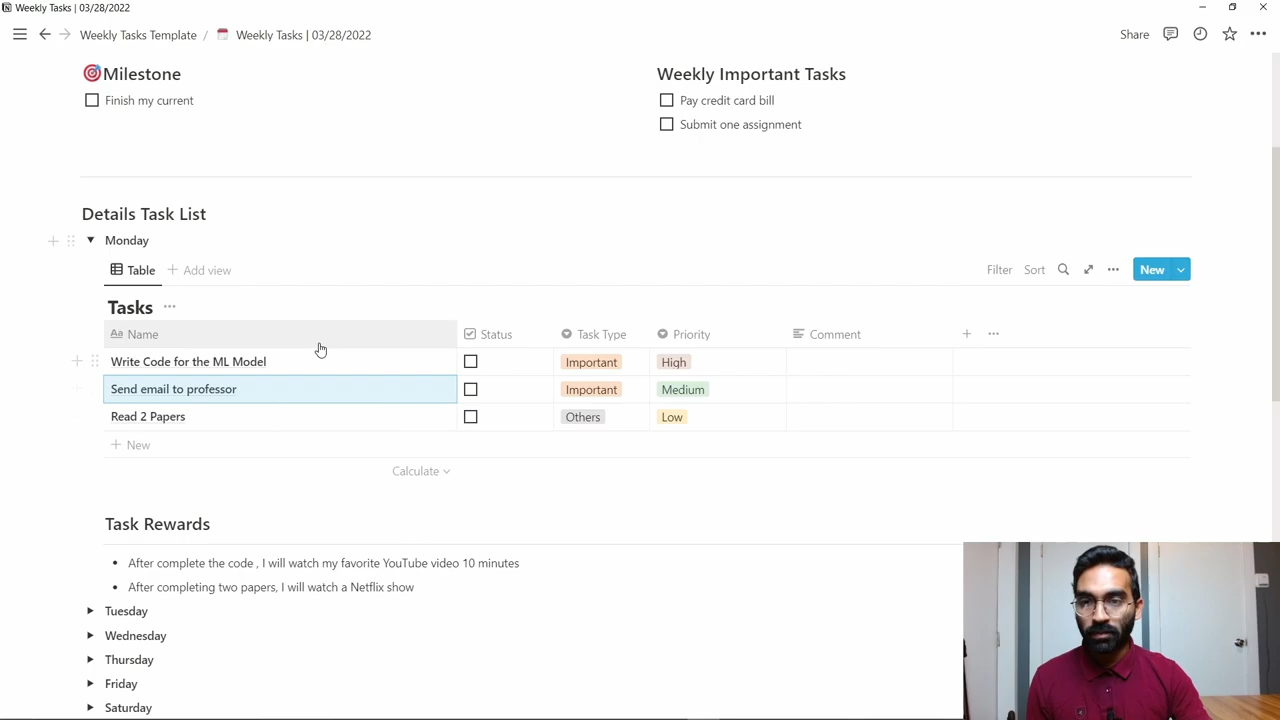 Weekly Tasks | 03/28/2022
Weekly Tasks Template / Weekly Tasks | 03/28/2022
Share
Milestone
Finish my current
Weekly Important Tasks
Pay credit card bill
Submit one assignment
Details Task List
Monday
Table + Add view
Filter Sort New
Tasks
Aa Name Status Task Type Priority Comment
Write Code for the ML Model Important High
Send email to professor Important Medium
Read 2 Papers Others Low
+ New
Calculate
Task Rewards
• After complete the code , I will watch my favorite YouTube video 10 minutes
• After completing two papers, I will watch a Netflix show
Tuesday
Wednesday
Thursday
Friday
Saturday